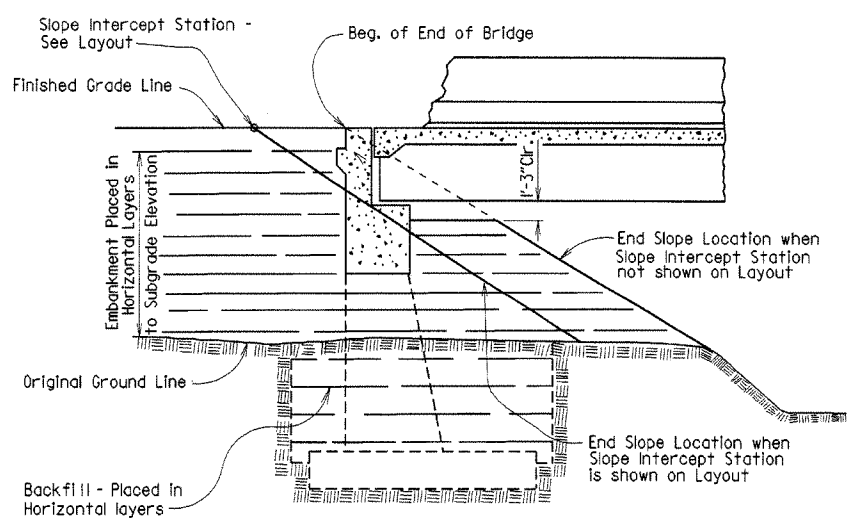 Slope Intercept Station -
See Layout
Beg. of End of Bridge
Finished Grade Line
1'-3"Clr.
Embankment Placed in
Horizontal Layers
to Subgrade Elevation
End Slope Location when
Slope Intercept Station
not shown on Layout
Original Ground Line
End Slope Location when
Slope Intercept Station
is shown on Layout
Backfill - Placed in
Horizontal layers